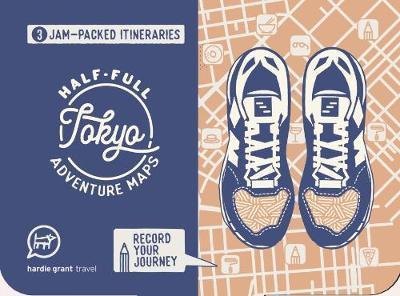 3 JAM-PACKED ITINERARIES
HALF-FULL
Tokyo
ADVENTURE MAPS
RECORD
YOUR
JOURNEY
hardie grant travel